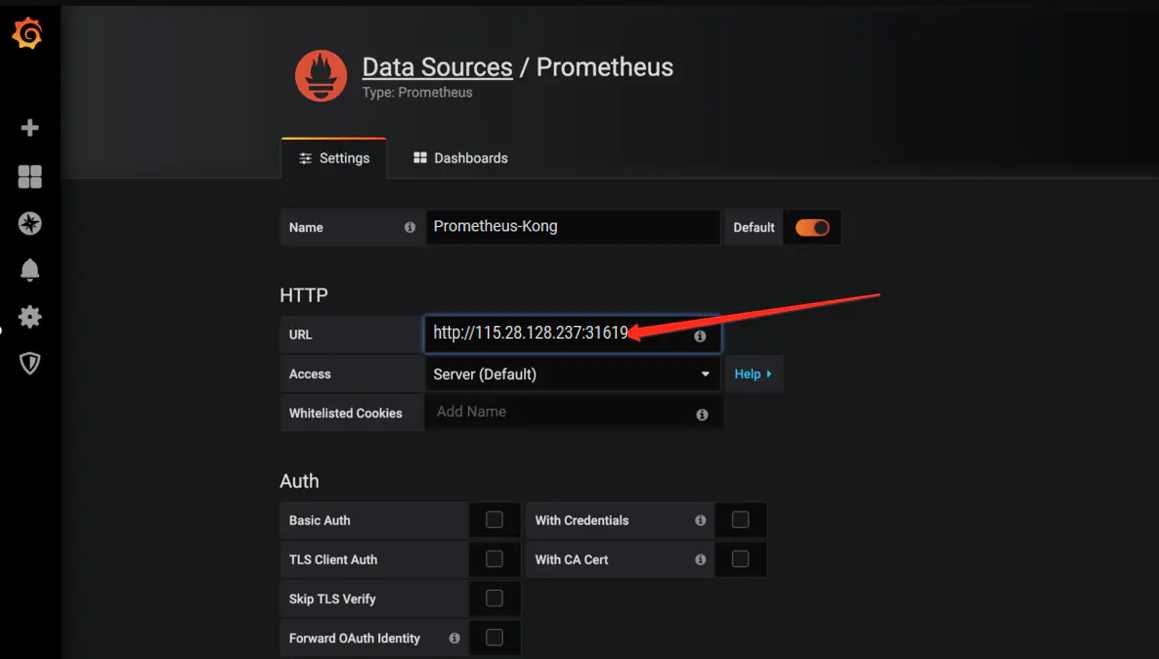 Data Sources / Prometheus
Type: Prometheus
Settings
Dashboards
Name
Prometheus-Kong
Default
HTTP
URL
http://115.28.128.237:31619
Access
Server (Default)
Help
Whitelisted Cookies
Add Name
Auth
Basic Auth
With Credentials
TLS Client Auth
With CA Cert
Skip TLS Verify
Forward OAuth Identity